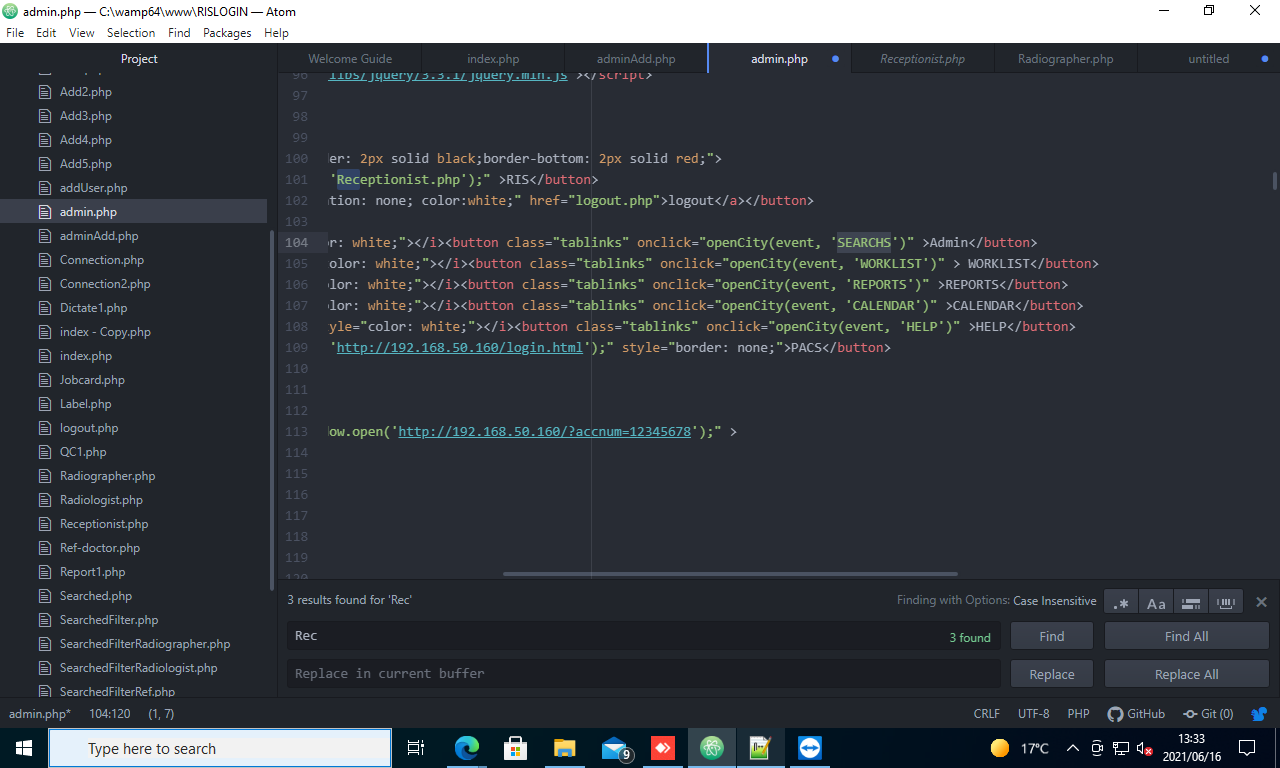 admin.php — C:\wamp64\www\RISLOGIN — Atom
File Edit View Selection Find Packages Help
Project
Welcome Guide
index.php
adminAdd.php
admin.php
Receptionist.php
Radiographer.php
untitled
Add2.php
Add3.php
Add4.php
Add5.php
addUser.php
admin.php
adminAdd.php
Connection.php
Connection2.php
Dictate1.php
index - Copy.php
index.php
Jobcard.php
Label.php
logout.php
QC1.php
Radiographer.php
Radiologist.php
Receptionist.php
Ref-doctor.php
Report1.php
Searched.php
SearchedFilter.php
SearchedFilterRadiographer.php
SearchedFilterRadiologist.php
SearchedFilterRef.php
96 libs/jquery/3.3.1/jquery.min.js"></script>
97
98
99
100 der: 2px solid black;border-bottom: 2px solid red;">
101 'Receptionist.php');" >RIS</button>
102 ation: none; color:white;" href="logout.php">logout</a></button>
103
104 or: white;"></i><button class="tablinks" onclick="openCity(event, 'SEARCHS')" >Admin</button>
105 color: white;"></i><button class="tablinks" onclick="openCity(event, 'WORKLIST')" > WORKLIST</button>
106 olor: white;"></i><button class="tablinks" onclick="openCity(event, 'REPORTS')" >REPORTS</button>
107 olor: white;"></i><button class="tablinks" onclick="openCity(event, 'CALENDAR')" >CALENDAR</button>
108 tyle="color: white;"></i><button class="tablinks" onclick="openCity(event, 'HELP')" >HELP</button>
109 'http://192.168.50.160/login.html');" style="border: none;">PACS</button>
110
111
112
113 dow.open('http://192.168.50.160/?accnum=12345678');" >
114
115
116
117
118
119
120
3 results found for 'Rec'
Finding with Options: Case Insensitive
.* Aa
Rec
3 found
Find
Find All
Replace in current buffer
Replace
Replace All
admin.php* 104:120 (1, 7)
CRLF UTF-8 PHP GitHub Git (0)
Type here to search
9
17°C
13:33
2021/06/16